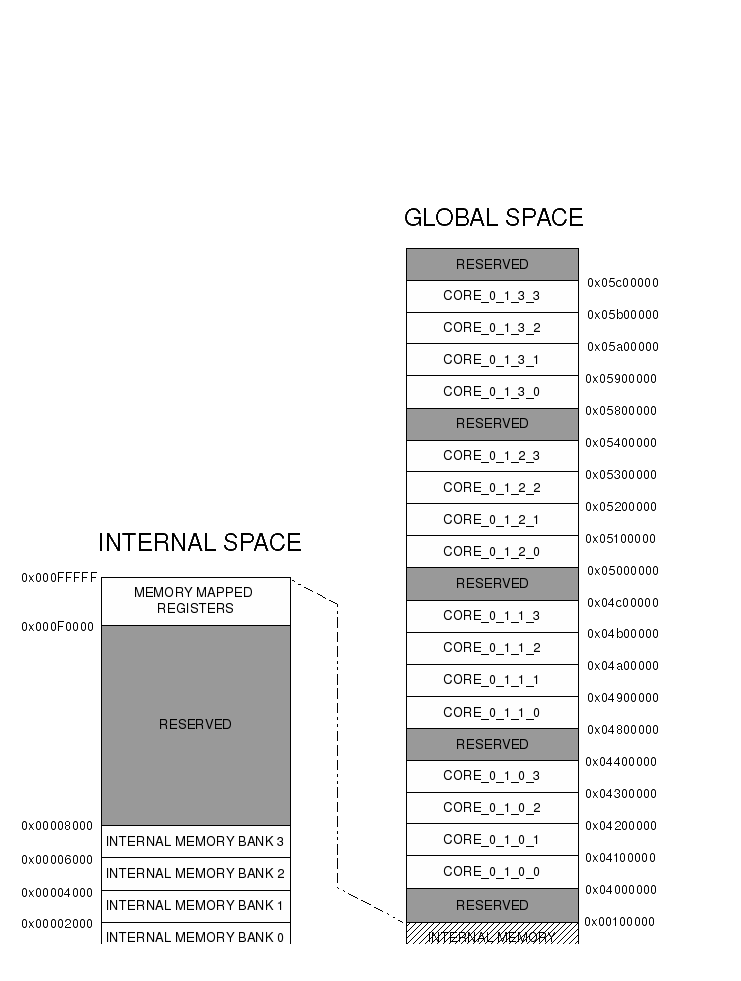 GLOBAL SPACE
RESERVED
0x05c00000
CORE_0_1_3_3
0x05b00000
CORE_0_1_3_2
0x05a00000
CORE_0_1_3_1
0x05900000
CORE_0_1_3_0
0x05800000
RESERVED
0x05400000
CORE_0_1_2_3
0x05300000
CORE_0_1_2_2
0x05200000
CORE_0_1_2_1
0x05100000
CORE_0_1_2_0
0x05000000
RESERVED
0x04c00000
CORE_0_1_1_3
0x04b00000
CORE_0_1_1_2
0x04a00000
CORE_0_1_1_1
0x04900000
CORE_0_1_1_0
0x04800000
RESERVED
0x04400000
CORE_0_1_0_3
0x04300000
CORE_0_1_0_2
0x04200000
CORE_0_1_0_1
0x04100000
CORE_0_1_0_0
0x04000000
RESERVED
0x00100000
INTERNAL MEMORY
INTERNAL SPACE
0x000FFFFF
MEMORY MAPPED
REGISTERS
0x000F0000
RESERVED
0x00008000
INTERNAL MEMORY BANK 3
0x00006000
INTERNAL MEMORY BANK 2
0x00004000
INTERNAL MEMORY BANK 1
0x00002000
INTERNAL MEMORY BANK 0